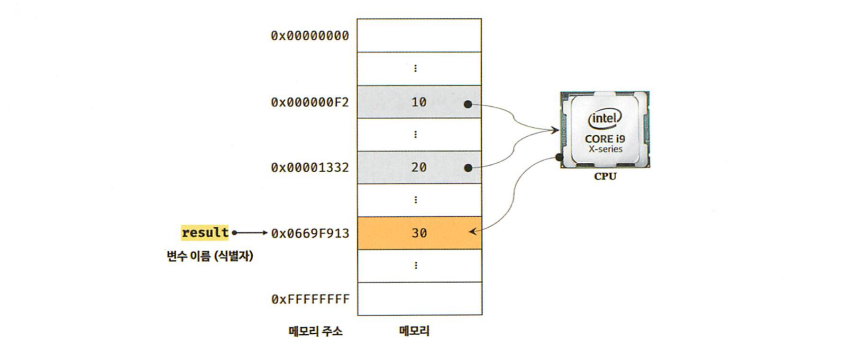 0x00000000
⋮
0x000000F2 10
⋮
0x00001332 20
⋮
result 0x0669F913 30
변수 이름 (식별자)
⋮
0xFFFFFFFF
메모리 주소 메모리
intel
CORE i9
X-series
CPU